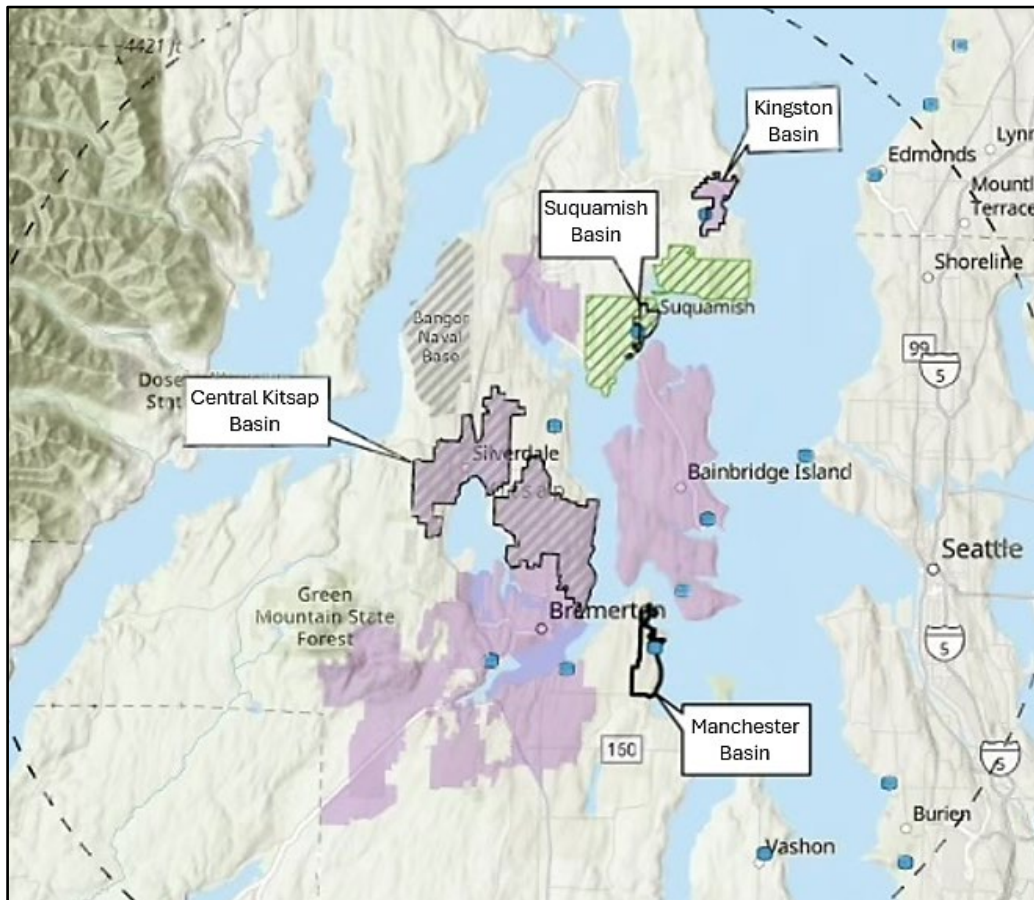 4421 ft
Kingston
Basin
Lynn
Edmonds
Mountl
Terrace
Suquamish
Basin
Shoreline
Suquamish
Bangor
Naval
Base
99
5
Dose
Stat
Central Kitsap
Basin
Silverdale
Bainbridge Island
Seattle
Green
Mountain State
Forest
Bremerton
5
Manchester
Basin
160
5
Burien
Vashon